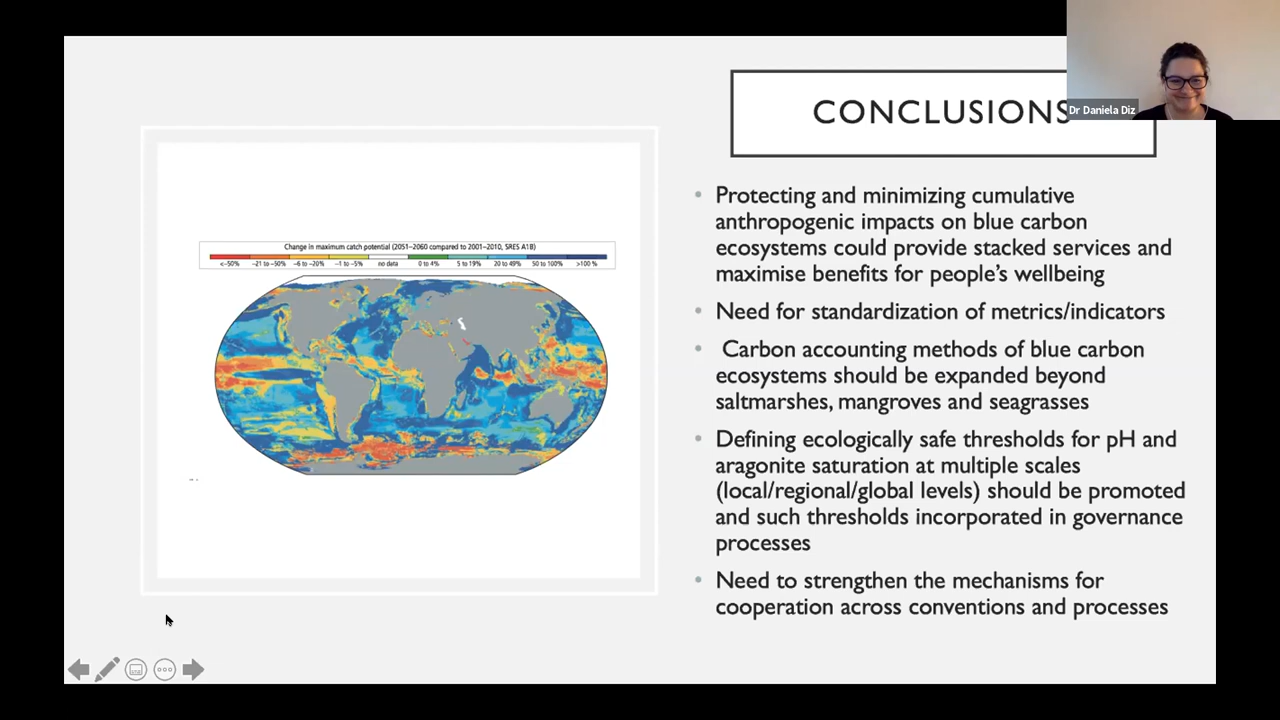 CONCLUSIONS
Dr Daniela Diz
Change in maximum catch potential (2051–2060 compared to 2001–2010, SRES A1B)
<–50% –21 to –50% –6 to –20% –1 to –5% no data 0 to 4% 5 to 19% 20 to 49% 50 to 100% >100 %
• Protecting and minimizing cumulative
anthropogenic impacts on blue carbon
ecosystems could provide stacked services and
maximise benefits for people’s wellbeing
• Need for standardization of metrics/indicators
• Carbon accounting methods of blue carbon
ecosystems should be expanded beyond
saltmarshes, mangroves and seagrasses
• Defining ecologically safe thresholds for pH and
aragonite saturation at multiple scales
(local/regional/global levels) should be promoted
and such thresholds incorporated in governance
processes
• Need to strengthen the mechanisms for
cooperation across conventions and processes